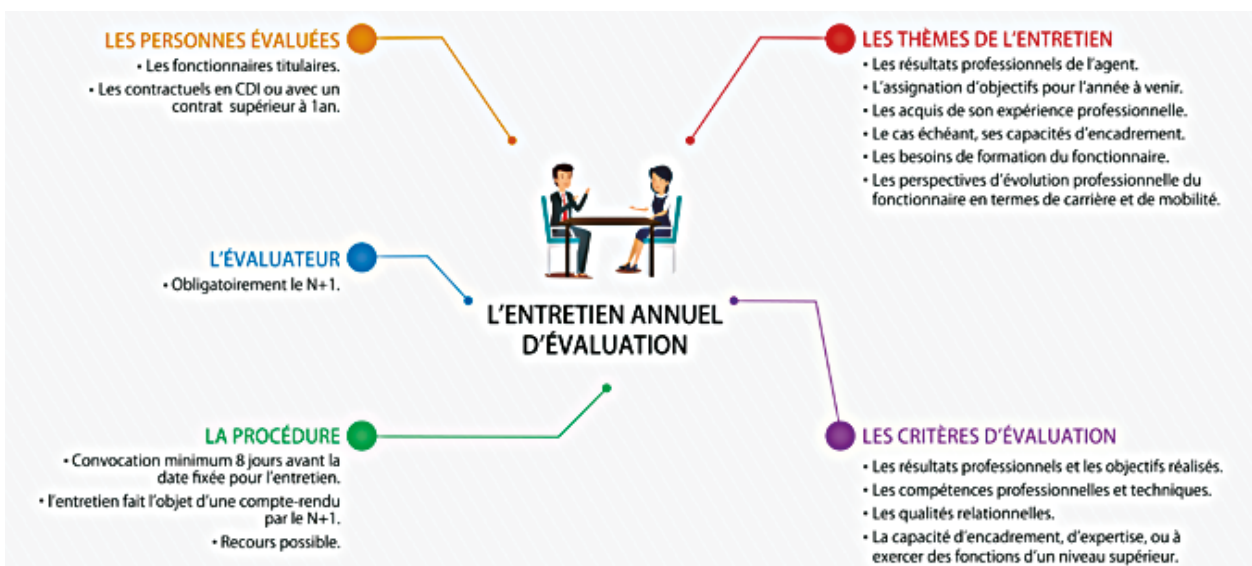 LES PERSONNES ÉVALUÉES
• Les fonctionnaires titulaires.
• Les contractuels en CDI ou avec un
contrat supérieur à 1an.
L'ÉVALUATEUR
• Obligatoirement le N+1.
LA PROCÉDURE
• Convocation minimum 8 jours avant la
date fixée pour l'entretien.
• l'entretien fait l'objet d'une compte-rendu
par le N+1.
• Recours possible.
L'ENTRETIEN ANNUEL
D'ÉVALUATION
LES THÈMES DE L'ENTRETIEN
• Les résultats professionnels de l'agent.
• L'assignation d'objectifs pour l'année à venir.
• Les acquis de son expérience professionnelle.
• Le cas échéant, ses capacités d'encadrement.
• Les besoins de formation du fonctionnaire.
• Les perspectives d'évolution professionnelle du
fonctionnaire en termes de carrière et de mobilité.
LES CRITÈRES D'ÉVALUATION
• Les résultats professionnels et les objectifs réalisés.
• Les compétences professionnelles et techniques.
• Les qualités relationnelles.
• La capacité d'encadrement, d'expertise, ou à
exercer des fonctions d'un niveau supérieur.